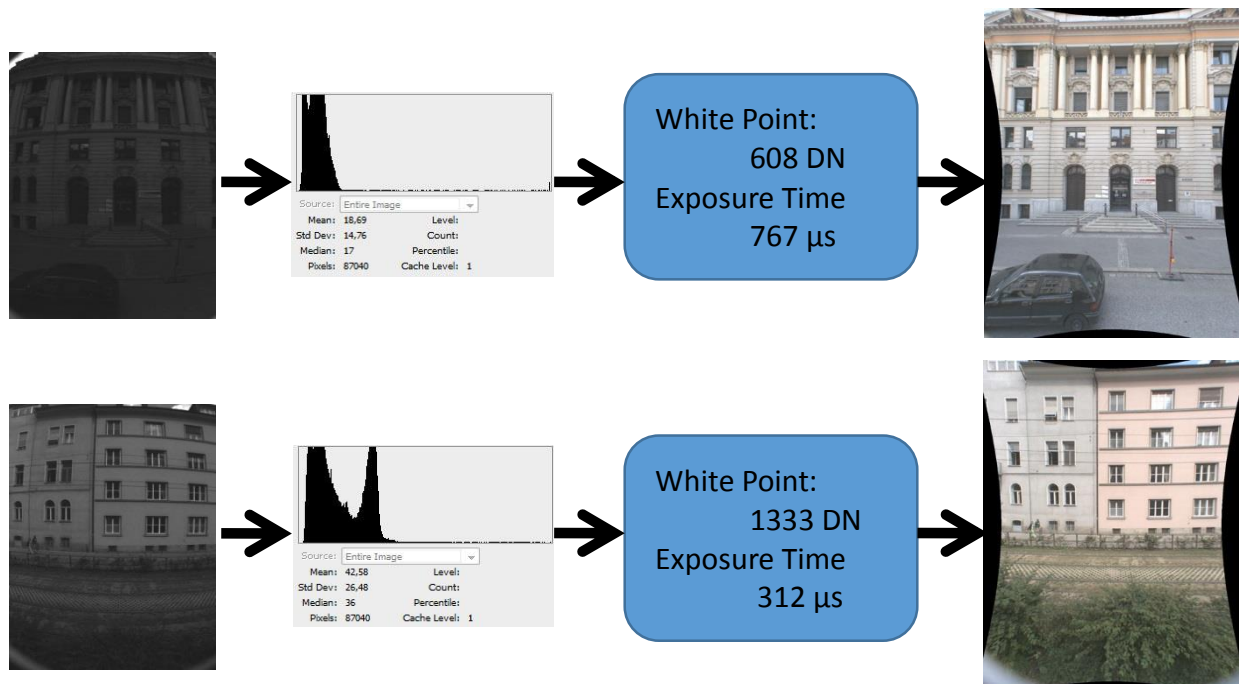 Source: Entire Image
Mean: 18,69 Level:
Std Dev: 14,76 Count:
Median: 17 Percentile:
Pixels: 87040 Cache Level: 1
White Point:
608 DN
Exposure Time
767 µs
Source: Entire Image
Mean: 42,58 Level:
Std Dev: 26,48 Count:
Median: 36 Percentile:
Pixels: 87040 Cache Level: 1
White Point:
1333 DN
Exposure Time
312 µs